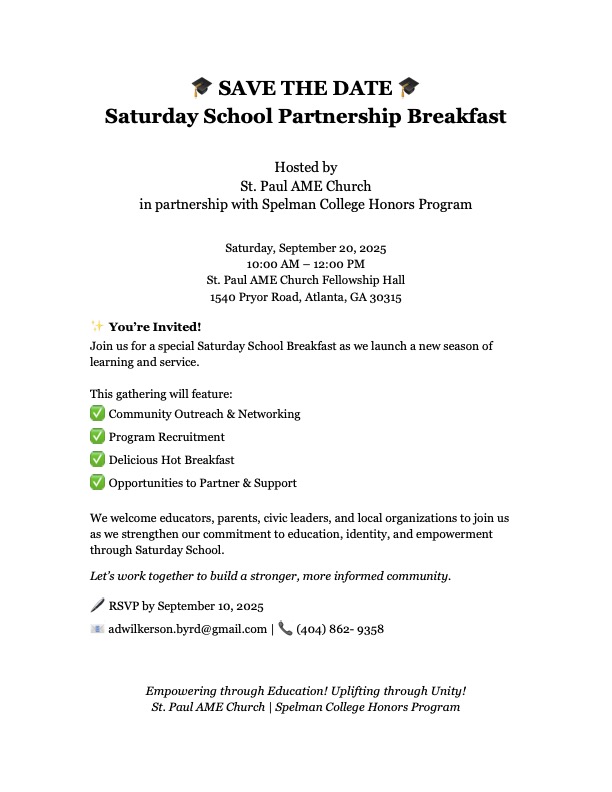 🎓 SAVE THE DATE 🎓
Saturday School Partnership Breakfast
Hosted by
St. Paul AME Church
in partnership with Spelman College Honors Program
Saturday, September 20, 2025
10:00 AM – 12:00 PM
St. Paul AME Church Fellowship Hall
1540 Pryor Road, Atlanta, GA 30315
✨ You're Invited!
Join us for a special Saturday School Breakfast as we launch a new season of
learning and service.
This gathering will feature:
✅ Community Outreach & Networking
✅ Program Recruitment
✅ Delicious Hot Breakfast
✅ Opportunities to Partner & Support
We welcome educators, parents, civic leaders, and local organizations to join us
as we strengthen our commitment to education, identity, and empowerment
through Saturday School.
Let's work together to build a stronger, more informed community.
🖊 RSVP by September 10, 2025
📧 adwilkerson.byrd@gmail.com | 📞 (404) 862- 9358
Empowering through Education! Uplifting through Unity!
St. Paul AME Church | Spelman College Honors Program